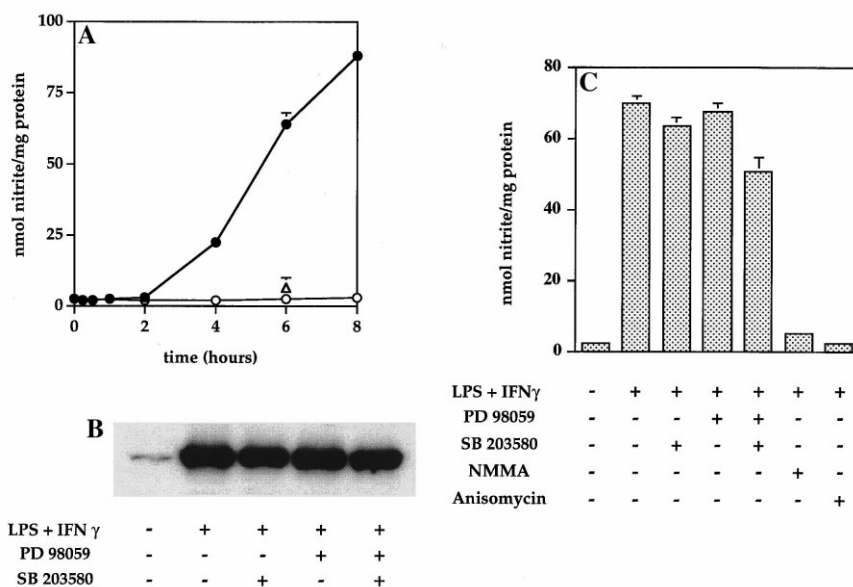 A
nmol nitrite/mg protein
100
75
50
25
0
0 2 4 6 8
time (hours)
B
LPS + IFN γ - + + + +
PD 98059 - - - + +
SB 203580 - - + - +
C
nmol nitrite/mg protein
80
60
40
20
0
LPS + IFNγ - + + + + + +
PD 98059 - - - + + - -
SB 203580 - - + - + - -
NMMA - - - - - + -
Anisomycin - - - - - - +